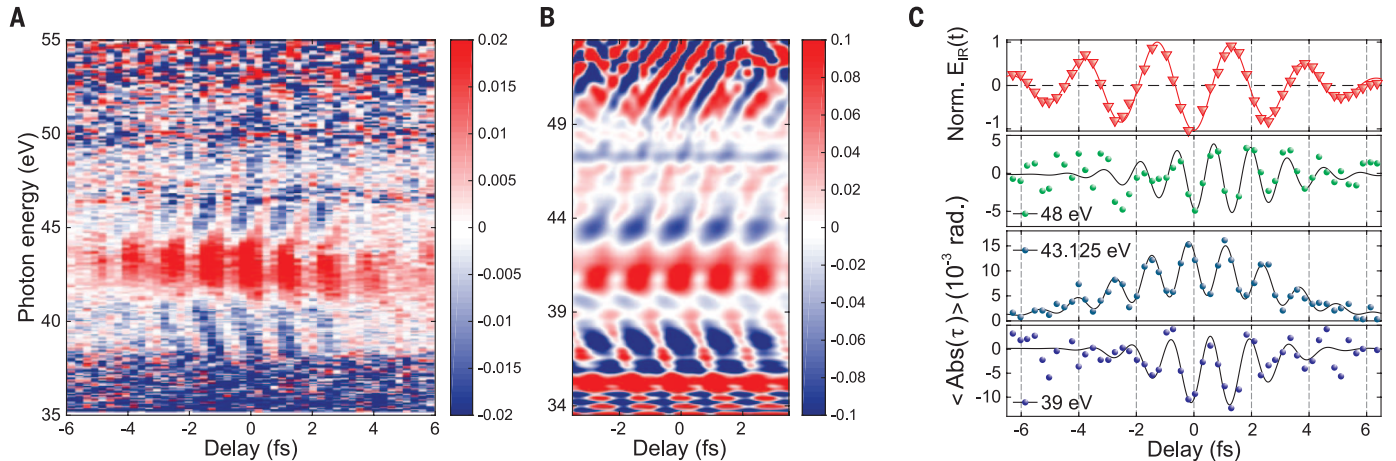 A
55
50
45
40
35
Photon energy (eV)
-6 -4 -2 0 2 4 6
Delay (fs)
0.02
0.015
0.01
0.005
0
-0.005
-0.01
-0.015
-0.02
B
49
44
39
34
-2 0 2
Delay (fs)
0.1
0.08
0.06
0.04
0.02
0
-0.02
-0.04
-0.06
-0.08
-0.1
C
Norm. E_IR(t)
1
0
-1
5
0
-5
48 eV
< Abs(τ) > (10⁻³ rad.)
15
10
5
0
43.125 eV
0
-5
-10
39 eV
-6 -4 -2 0 2 4 6
Delay (fs)